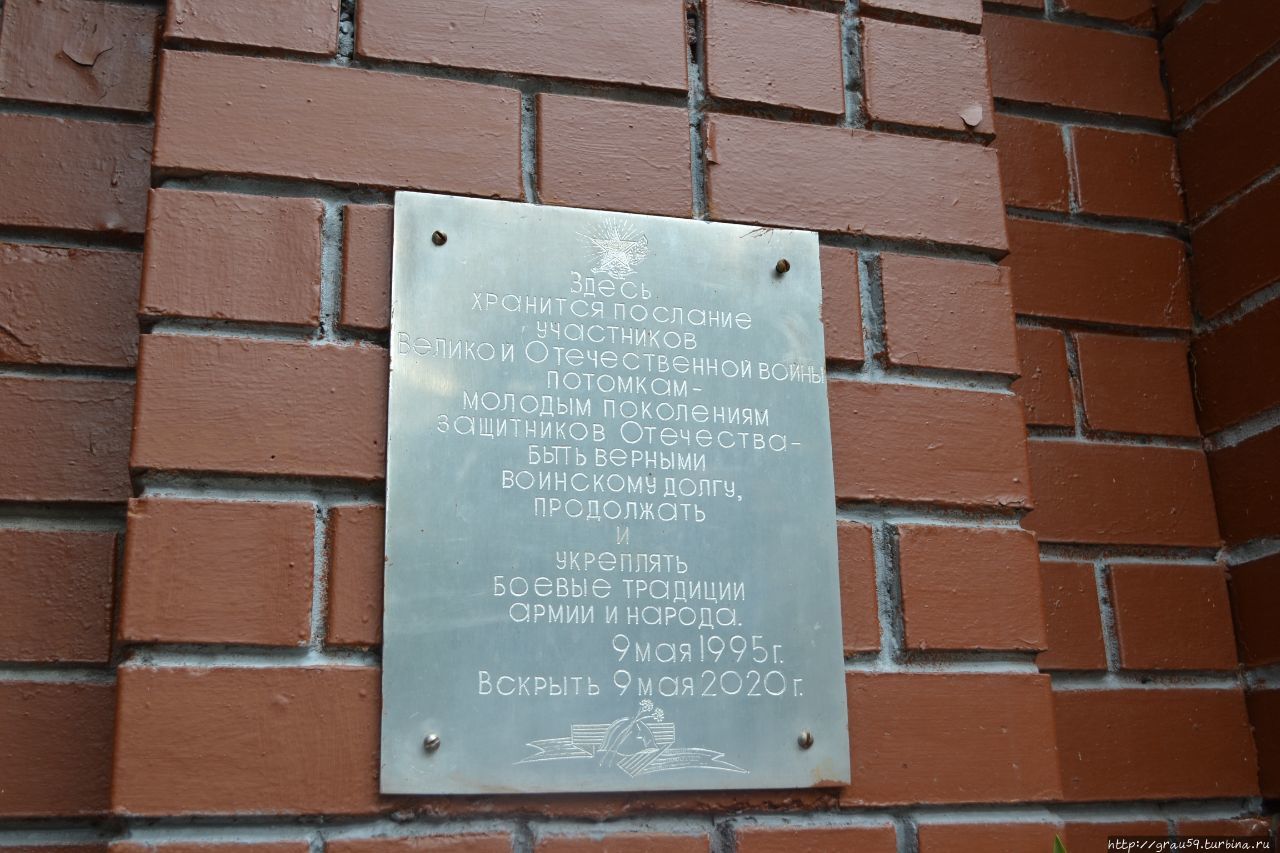 Здесь
хранится послание
участников
Великой Отечественной войны
потомкам-
молодым поколениям
защитников Отечества-
быть верными
воинскому долгу,
продолжать
и
укреплять
боевые традиции
армии и народа.
9 мая 1995 г.
Вскрыть 9 мая 2020 г.
http://grau59.turbina.ru